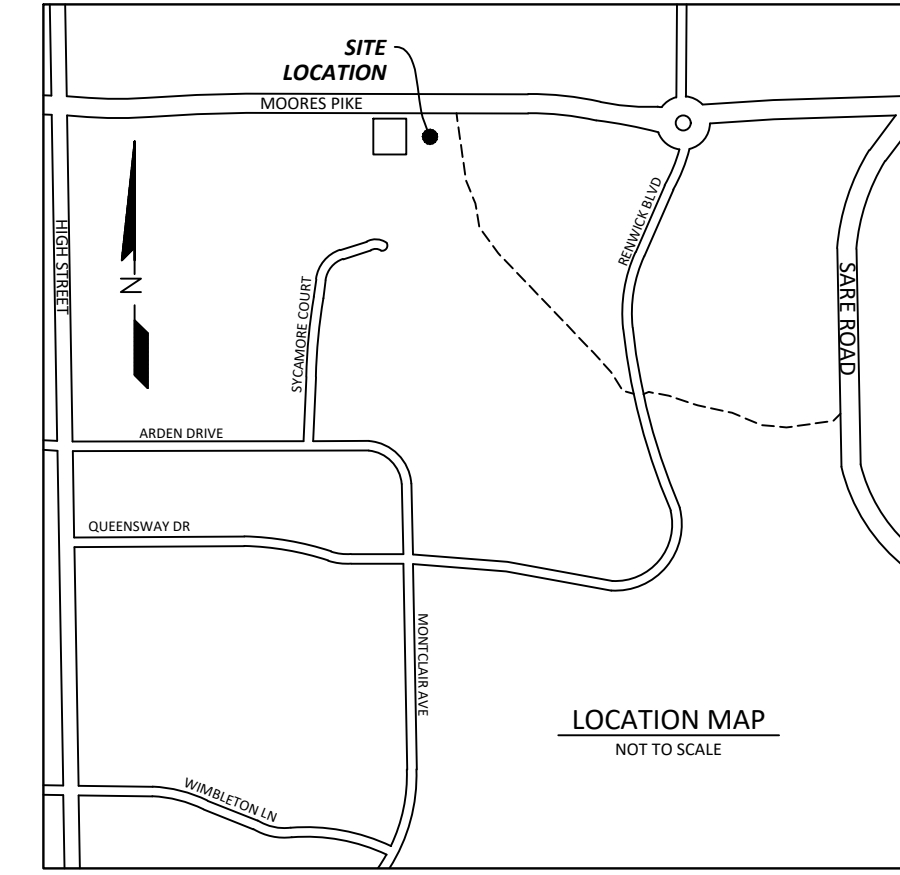 SITE
LOCATION
MOORES PIKE
HIGH STREET
N
RENWICK BLVD
SARE ROAD
SYCAMORE COURT
ARDEN DRIVE
QUEENSWAY DR
MONTCLAIR AVE
LOCATION MAP
NOT TO SCALE
WIMBLETON LN